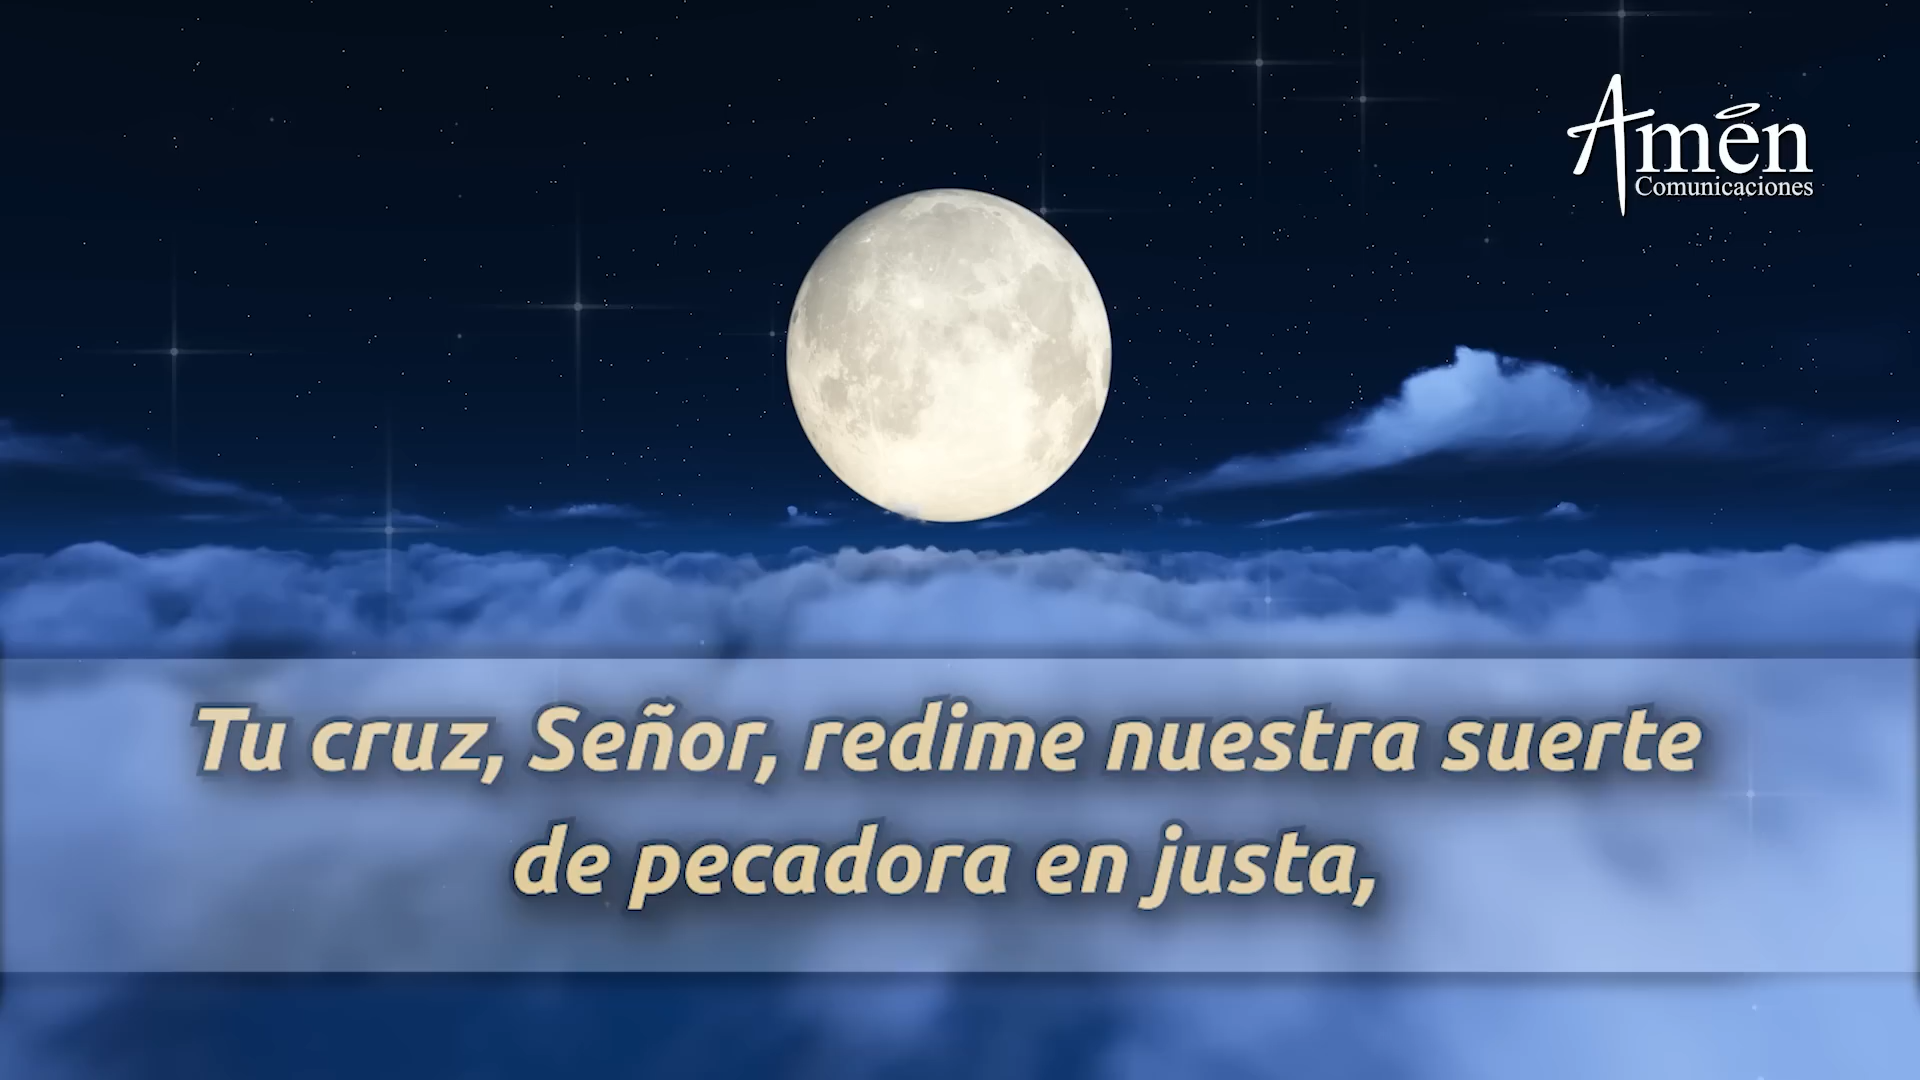 Amén
Comunicaciones
Tu cruz, Señor, redime nuestra suerte
de pecadora en justa,